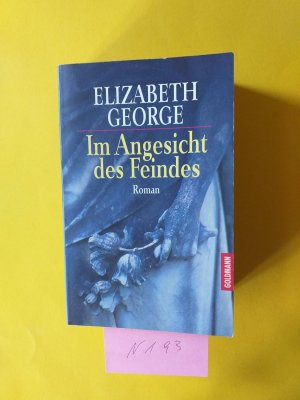 ELIZABETH
GEORGE
Im Angesicht
des Feindes
Roman
GOLDMANN
N 193